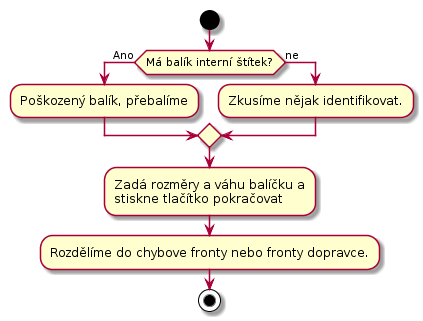 Ano
Má balík interní štítek?
ne
Poškozený balík, přebalíme
Zkusíme nějak identifikovat.
Zadá rozměry a váhu balíčku a
stiskne tlačítko pokračovat
Rozdělíme do chybove fronty nebo fronty dopravce.